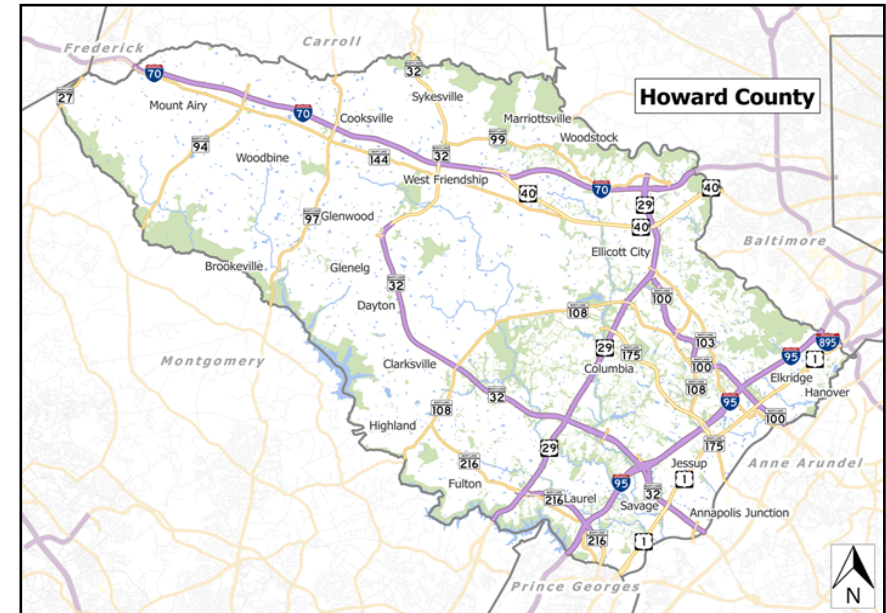 Howard County
Frederick
Carroll
Baltimore
Montgomery
Anne Arundel
Prince Georges
70
27
Mount Airy
94
Woodbine
70
Cooksville
144
32
Sykesville
Marriottsville
99
Woodstock
32
West Friendship
40
70
29
40
40
97
Glenwood
Ellicott City
Brookeville
Glenelg
32
Dayton
100
108
103
29
175
Columbia
100
108
95
895
1
Elkridge
Hanover
Clarksville
32
95
100
108
Highland
175
29
216
Fulton
Jessup
95
1
32
216
Laurel
Savage
Annapolis Junction
216
1
N